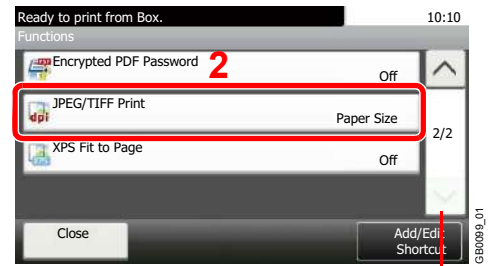 Ready to print from Box.
10:10
Functions
Encrypted PDF Password
2
Off
JPEG/TIFF Print
dpi
Paper Size
2/2
XPS Fit to Page
Off
Close
Add/Edit
Shortcut
GB0099_01